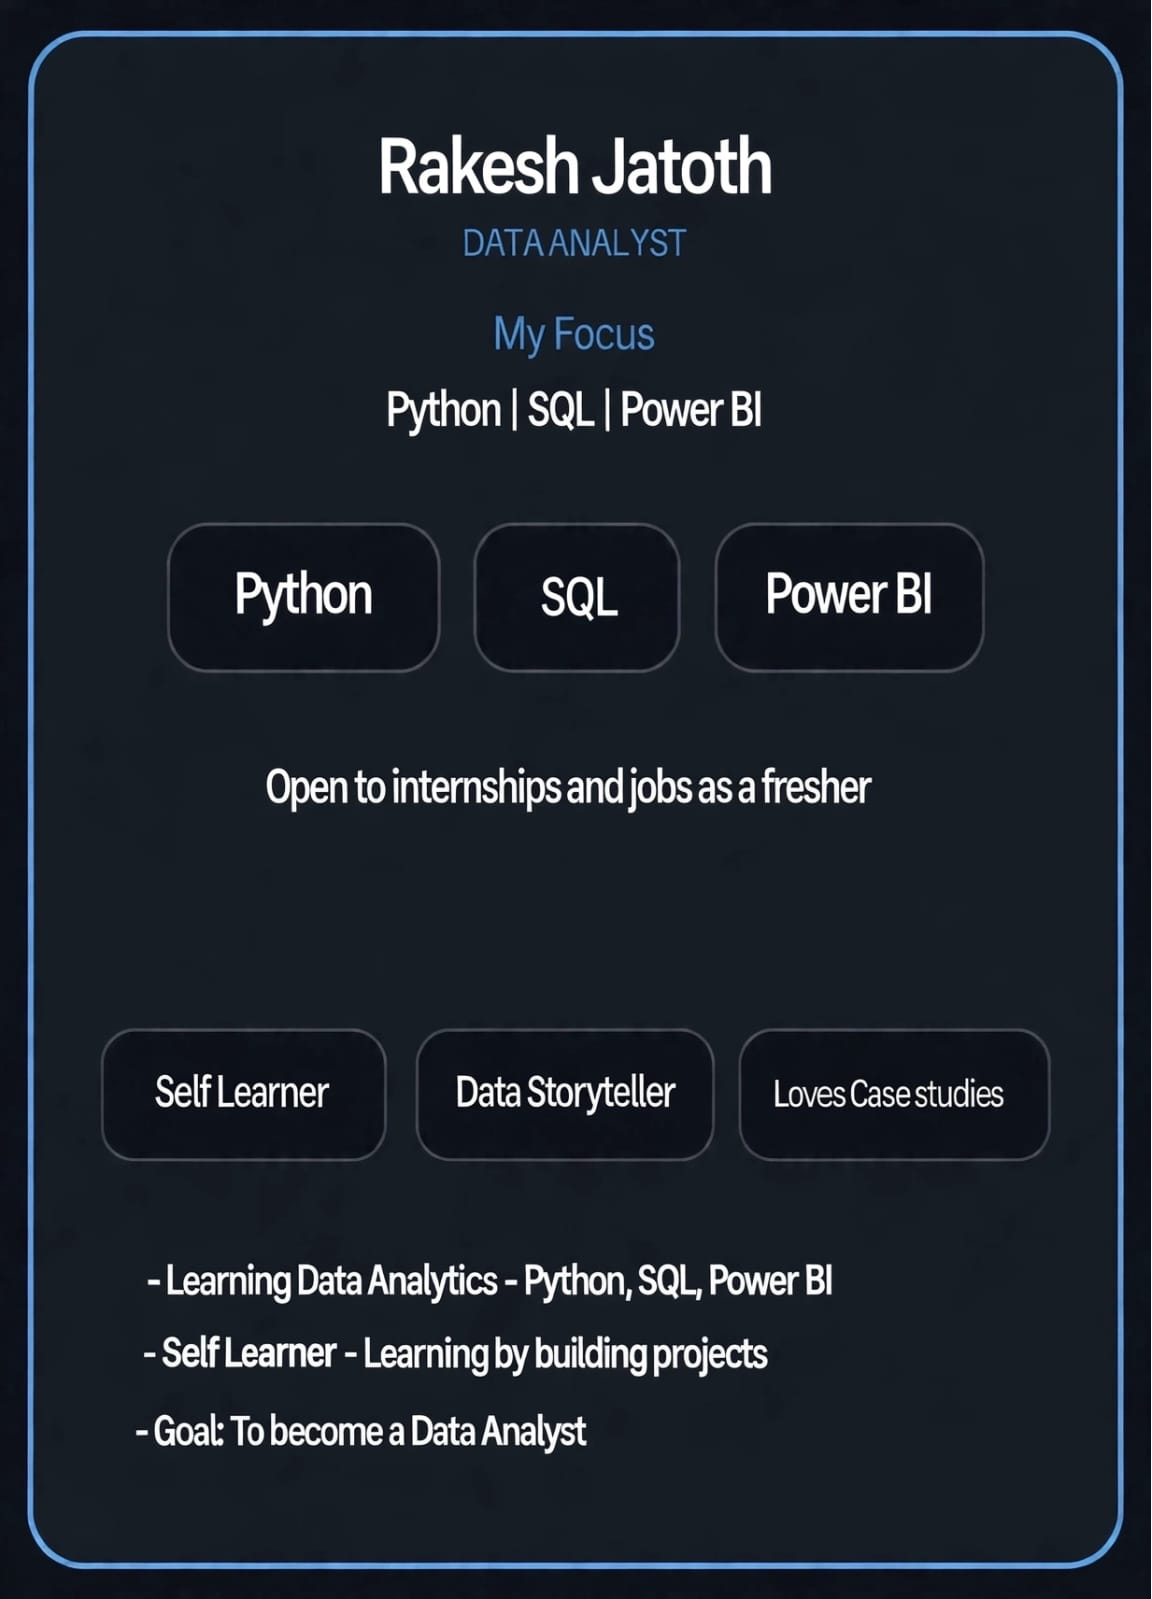 Rakesh Jatoth
DATA ANALYST
My Focus
Python | SQL | Power BI
Python
SQL
Power BI
Open to internships and jobs as a fresher
Self Learner
Data Storyteller
Loves Case studies
- Learning Data Analytics - Python, SQL, Power BI
- Self Learner - Learning by building projects
- Goal: To become a Data Analyst